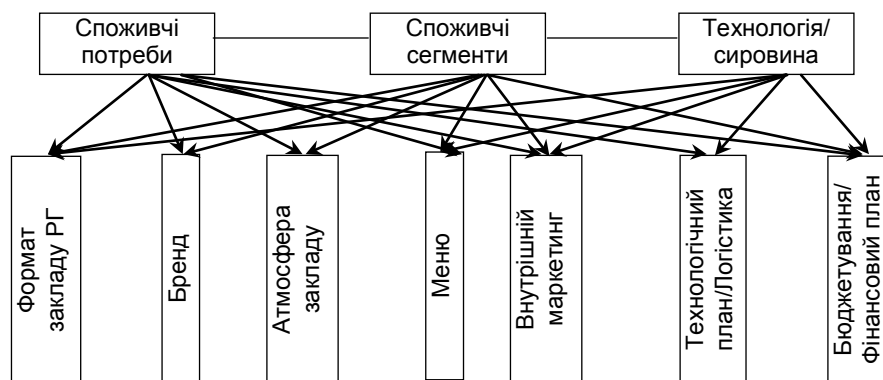 Споживчі
потреби
Споживчі
сегменти
Технологія/
сировина
Формат
закладу РГ
Бренд
Атмосфера
закладу
Меню
Внутрішній
маркетинг
Технологічний
план/Логістика
Бюджетування/
Фінансовий план